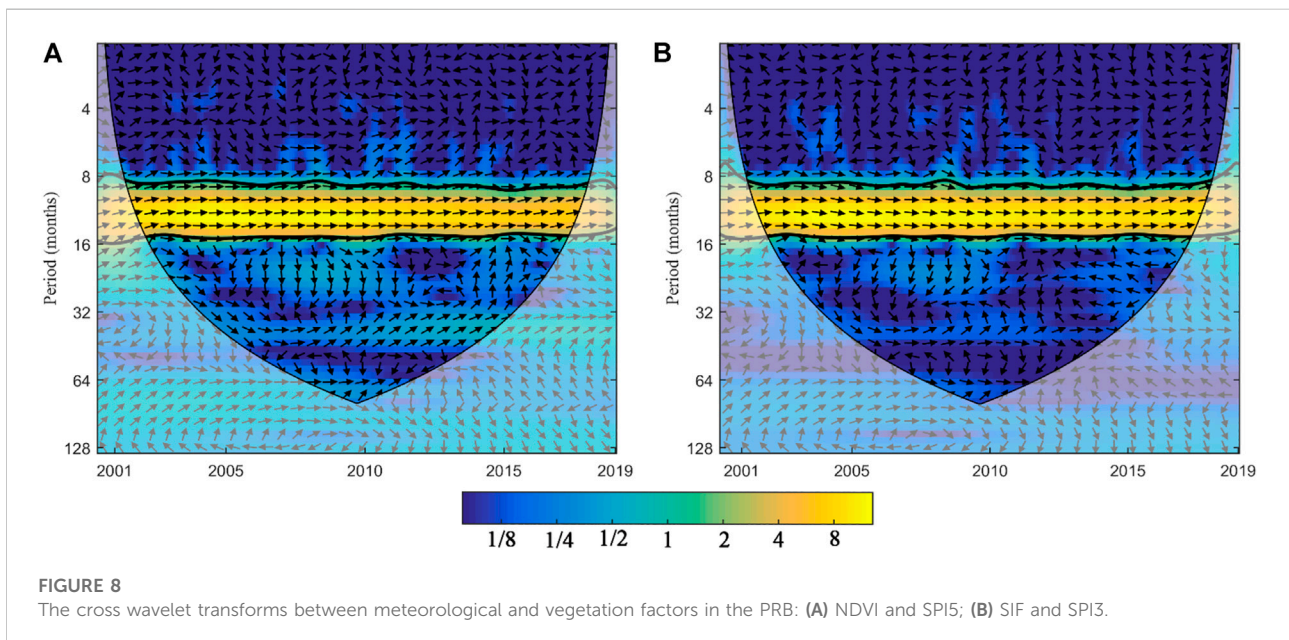 A
B
Period (months)
4
8
16
32
64
128
2001 2005 2010 2015 2019
Period (months)
4
8
16
32
64
128
2001 2005 2010 2015 2019
1/8 1/4 1/2 1 2 4 8
FIGURE 8
The cross wavelet transforms between meteorological and vegetation factors in the PRB: (A) NDVI and SPI5; (B) SIF and SPI3.